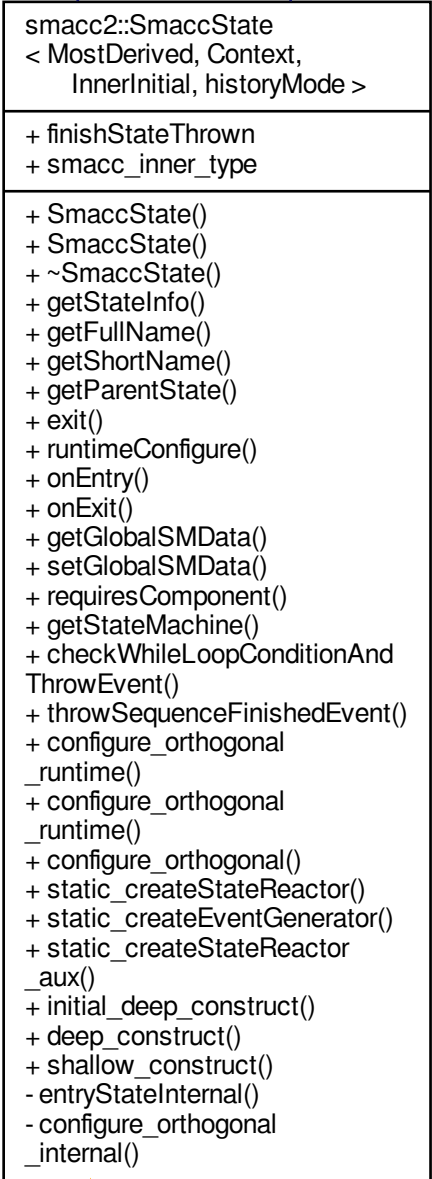 smacc2::SmaccState
< MostDerived, Context,
InnerInitial, historyMode >
+ finishStateThrown
+ smacc_inner_type
+ SmaccState()
+ SmaccState()
+ ~SmaccState()
+ getStateInfo()
+ getFullName()
+ getShortName()
+ getParentState()
+ exit()
+ runtimeConfigure()
+ onEntry()
+ onExit()
+ getGlobalSMData()
+ setGlobalSMData()
+ requiresComponent()
+ getStateMachine()
+ checkWhileLoopConditionAnd
ThrowEvent()
+ throwSequenceFinishedEvent()
+ configure_orthogonal
_runtime()
+ configure_orthogonal
_runtime()
+ configure_orthogonal()
+ static_createStateReactor()
+ static_createEventGenerator()
+ static_createStateReactor
_aux()
+ initial_deep_construct()
+ deep_construct()
+ shallow_construct()
- entryStateInternal()
- configure_orthogonal
_internal()